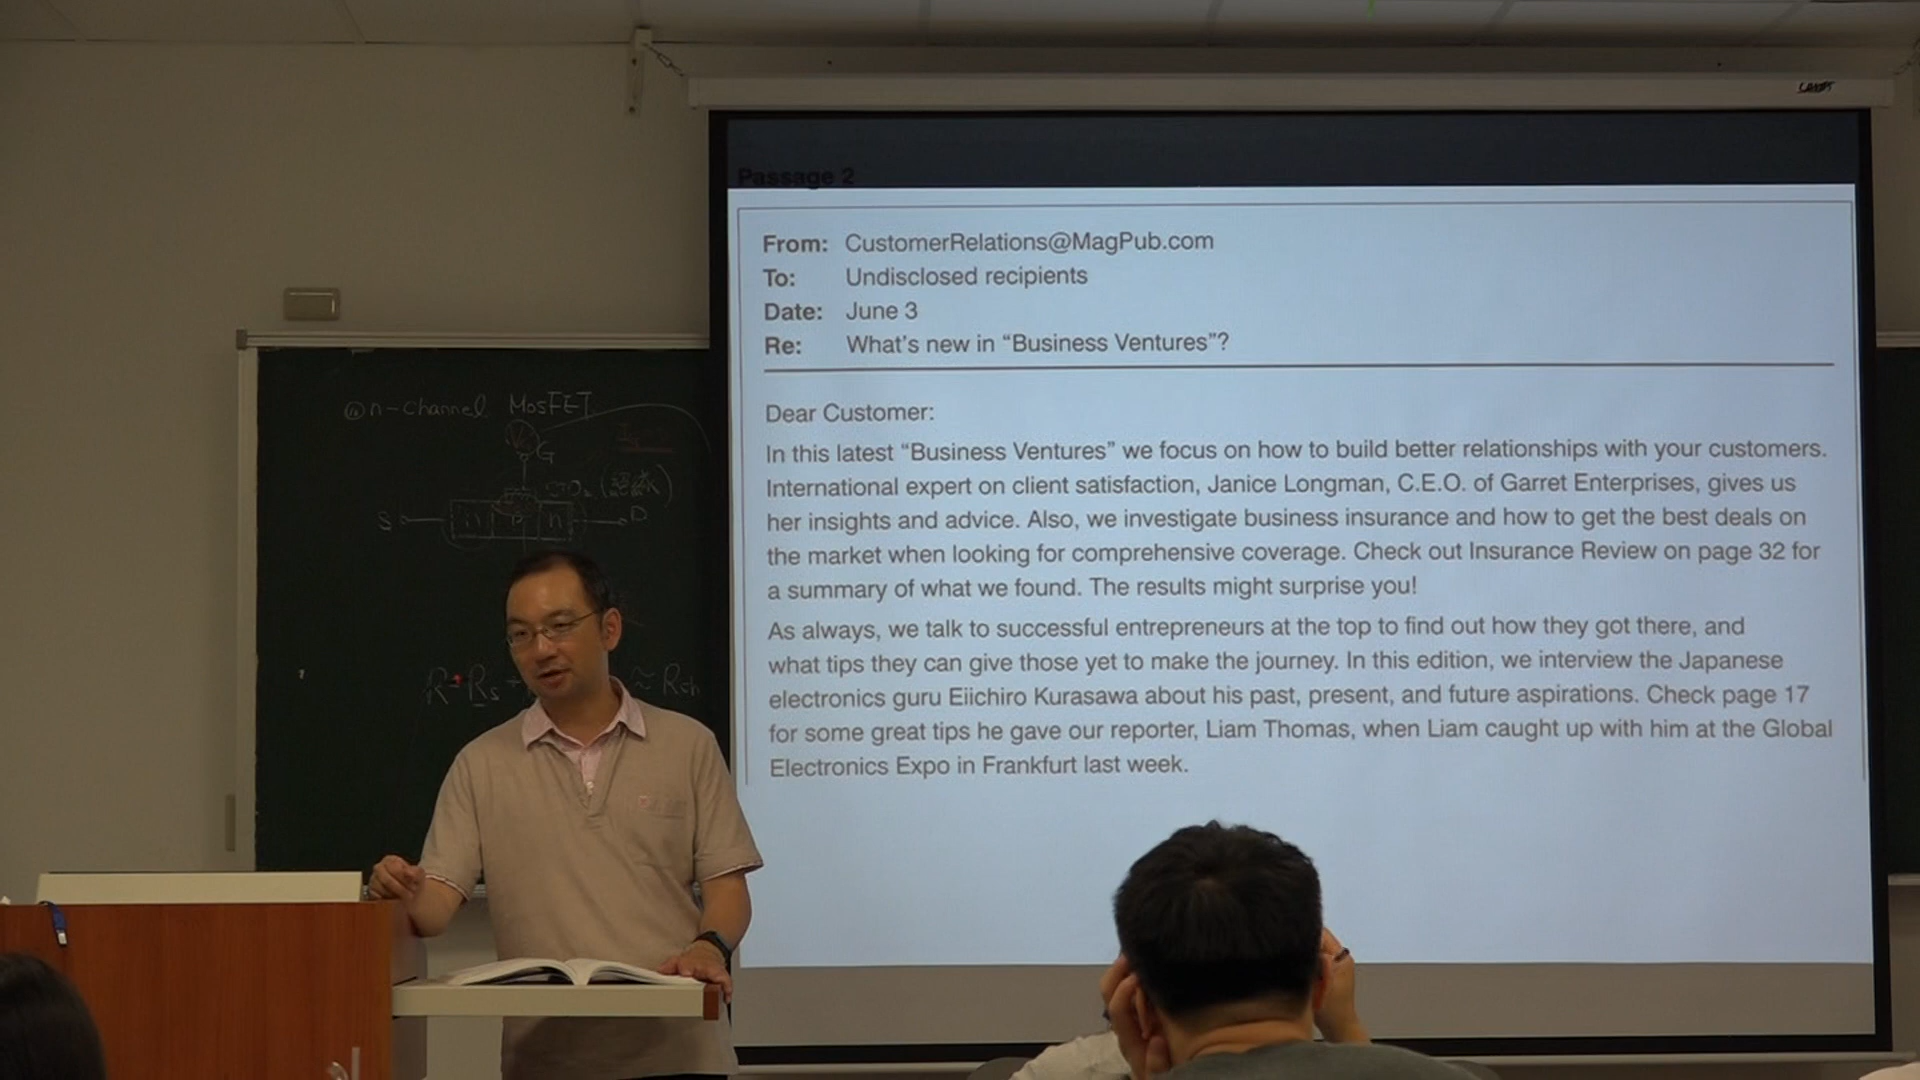 Passage 2
From: CustomerRelations@MagPub.com
To: Undisclosed recipients
Date: June 3
Re: What's new in “Business Ventures”?
Dear Customer:
In this latest “Business Ventures” we focus on how to build better relationships with your customers.
International expert on client satisfaction, Janice Longman, C.E.O. of Garret Enterprises, gives us
her insights and advice. Also, we investigate business insurance and how to get the best deals on
the market when looking for comprehensive coverage. Check out Insurance Review on page 32 for
a summary of what we found. The results might surprise you!
As always, we talk to successful entrepreneurs at the top to find out how they got there, and
what tips they can give those yet to make the journey. In this edition, we interview the Japanese
electronics guru Eiichiro Kurasawa about his past, present, and future aspirations. Check page 17
for some great tips he gave our reporter, Liam Thomas, when Liam caught up with him at the Global
Electronics Expo in Frankfurt last week.
n-channel MosFET
G
S n P n D
R = Rs + ≈ Rch